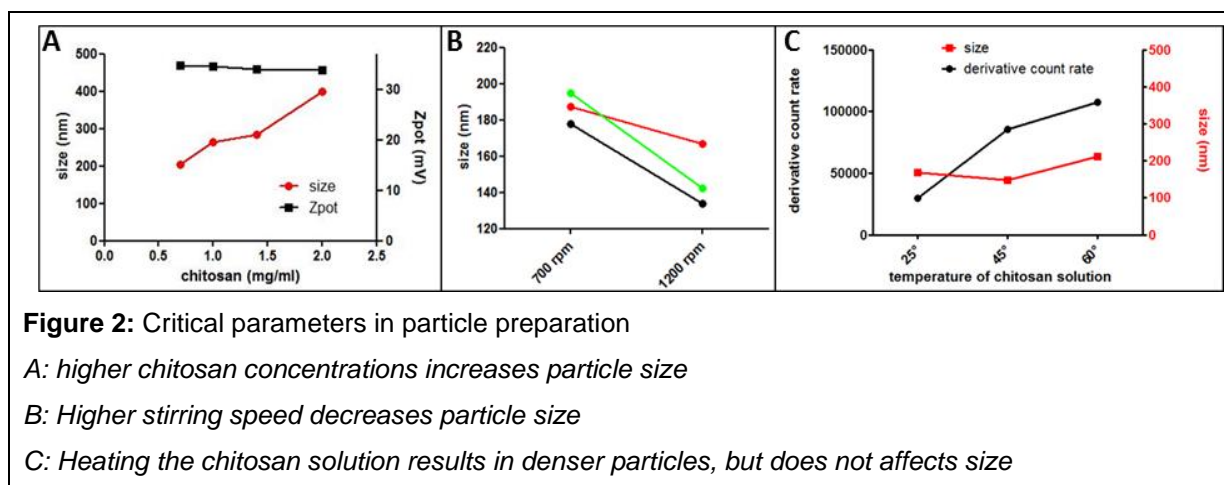 A
500
400
300
200
100
0
size (nm)
30
20
10
0
Zpot (mV)
size
Zpot
0.0 0.5 1.0 1.5 2.0 2.5
chitosan (mg/ml)
B
220
200
180
160
140
120
size (nm)
700 rpm
1200 rpm
C
150000
100000
50000
0
derivative count rate
size
derivative count rate
500
400
300
200
100
0
size (nm)
25°
45°
60°
temperature of chitosan solution
Figure 2: Critical parameters in particle preparation
A: higher chitosan concentrations increases particle size
B: Higher stirring speed decreases particle size
C: Heating the chitosan solution results in denser particles, but does not affects size